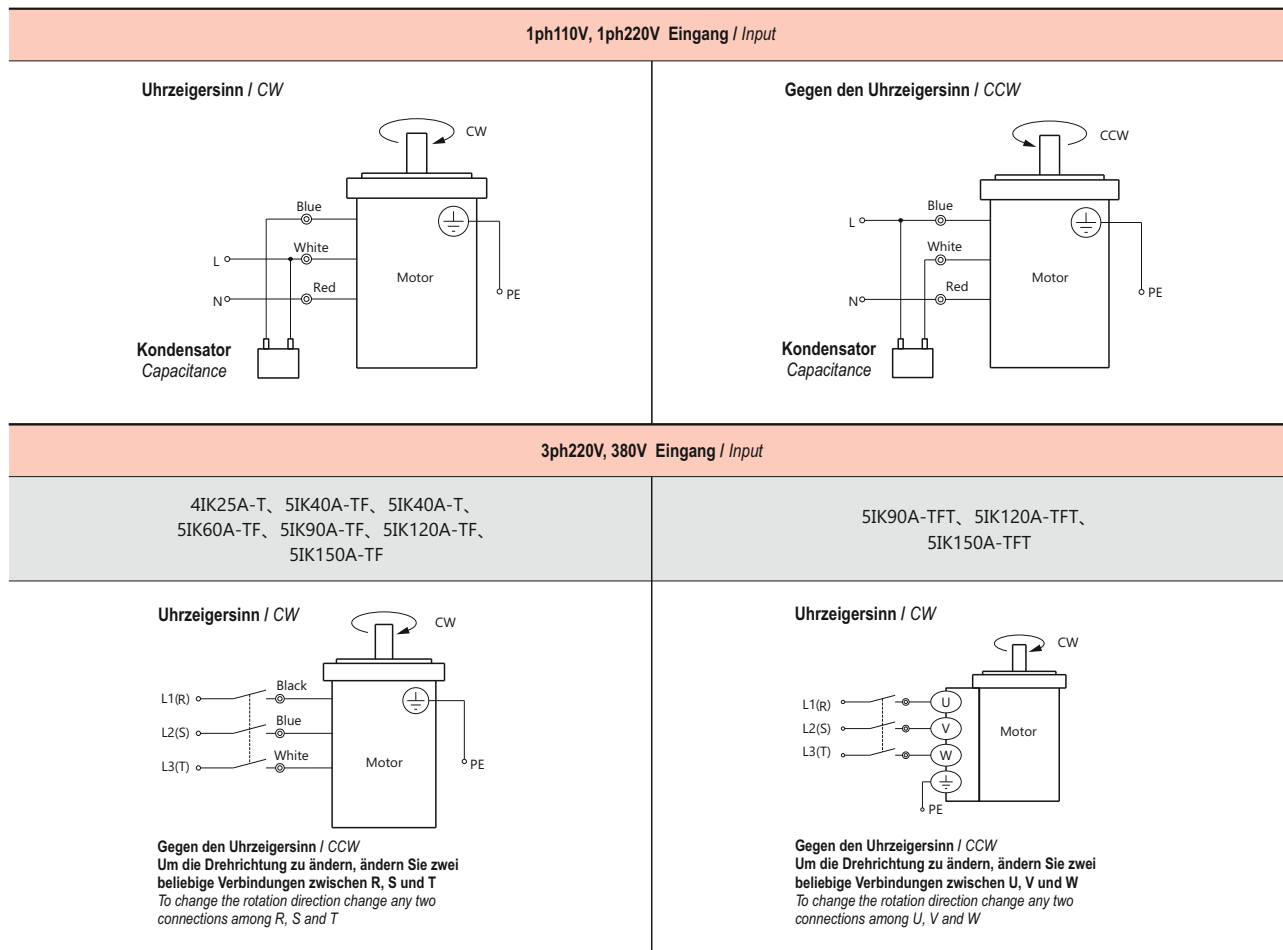 1ph110V, 1ph220V Eingang / Input
Uhrzeigersinn / CW
CW
Blue
L
White
N
Red
Motor
PE
Kondensator
Capacitance
Gegen den Uhrzeigersinn / CCW
CCW
L
Blue
White
N
Red
Motor
PE
Kondensator
Capacitance
3ph220V, 380V Eingang / Input
4IK25A-T、5IK40A-TF、5IK40A-T、
5IK60A-TF、5IK90A-TF、5IK120A-TF、
5IK150A-TF
5IK90A-TFT、5IK120A-TFT、
5IK150A-TFT
Uhrzeigersinn / CW
CW
L1(R)
Black
L2(S)
Blue
L3(T)
White
Motor
PE
Gegen den Uhrzeigersinn / CCW
Um die Drehrichtung zu ändern, ändern Sie zwei
beliebige Verbindungen zwischen R, S und T
To change the rotation direction change any two
connections among R, S and T
Uhrzeigersinn / CW
CW
L1(R)
U
L2(S)
V
L3(T)
W
Motor
PE
Gegen den Uhrzeigersinn / CCW
Um die Drehrichtung zu ändern, ändern Sie zwei
beliebige Verbindungen zwischen U, V und W
To change the rotation direction change any two
connections among U, V and W